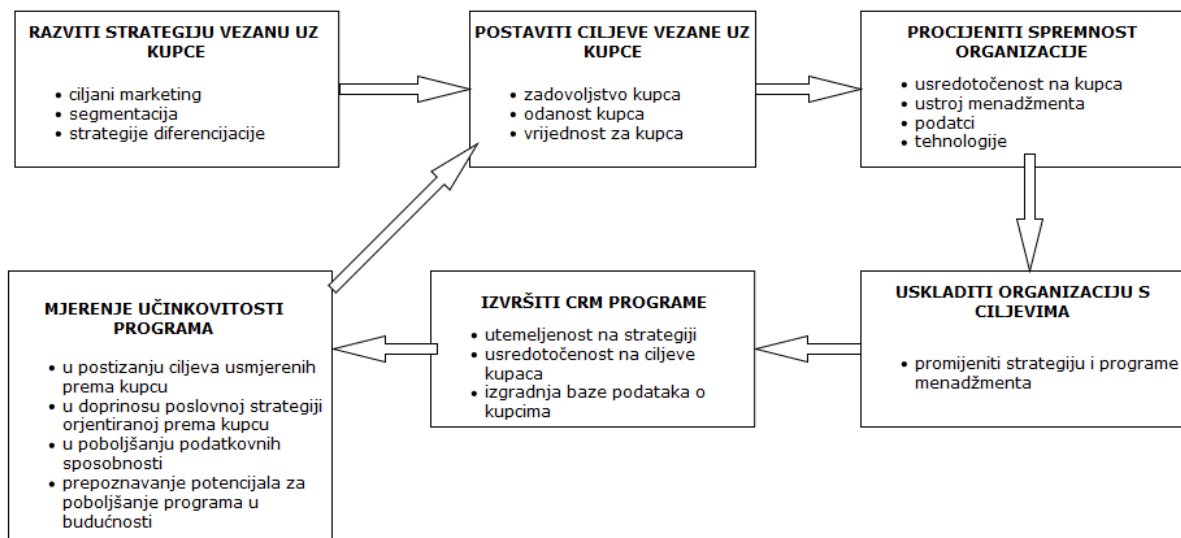 RAZVITI STRATEGIJU VEZANU UZ
KUPCE
• ciljani marketing
• segmentacija
• strategije diferencijacije
POSTAVITI CILJEVE VEZANE UZ
KUPCE
• zadovoljstvo kupca
• odanost kupca
• vrijednost za kupca
PROCIJENITI SPREMNOST
ORGANIZACIJE
• usredotočenost na kupca
• ustroj menadžmenta
• podatci
• tehnologije
USKLADITI ORGANIZACIJU S
CILJEVIMA
• promijeniti strategiju i programe
menadžmenta
IZVRŠITI CRM PROGRAME
• utemeljenost na strategiji
• usredotočenost na ciljeve
kupaca
• izgradnja baze podataka o
kupcima
MJERENJE UČINKOVITOSTI
PROGRAMA
• u postizanju ciljeva usmjerenih
prema kupcu
• u doprinosu poslovnoj strategiji
orjentiranoj prema kupcu
• u poboljšanju podatkovnih
sposobnosti
• prepoznavanje potencijala za
poboljšanje programa u
budućnosti